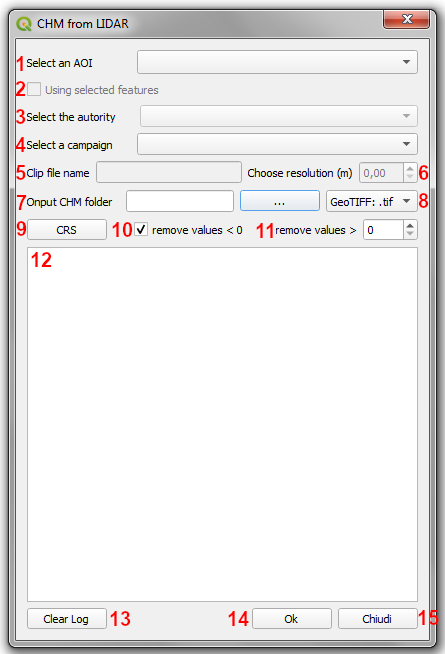 CHM from LIDAR
1 Select an AOI
2 Using selected features
3 Select the autority
4 Select a campaign
5 Clip file name Choose resolution (m) 0,00 6
7 Onput CHM folder ... GeoTIFF: .tif 8
9 CRS 10 remove values < 0 11 remove values > 0
12
Clear Log 13 14 Ok Chiudi 15